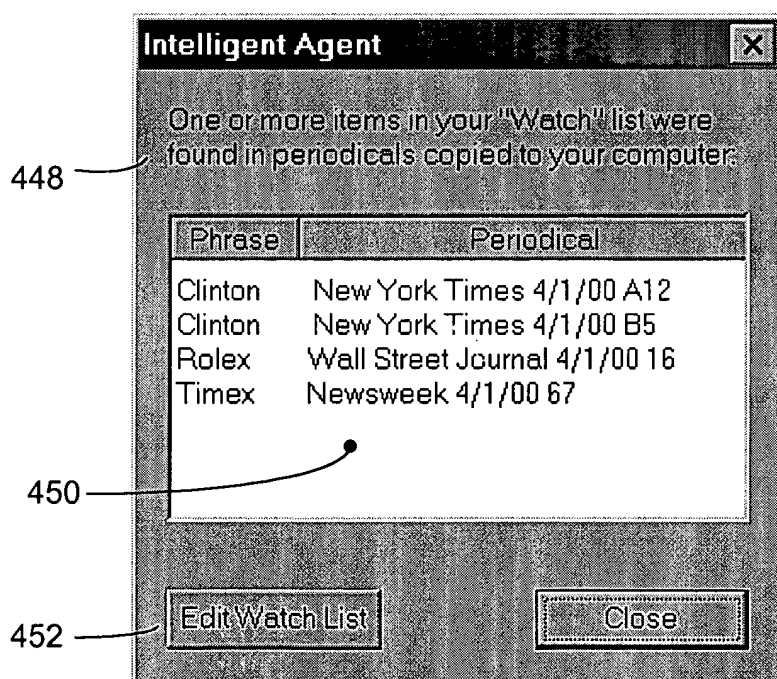 Intelligent Agent
One or more items in your "Watch" list were
found in periodicals copied to your computer:
448
Phrase Periodical
Clinton New York Times 4/1/00 A12
Clinton New York Times 4/1/00 B5
Rolex Wall Street Journal 4/1/00 16
Timex Newsweek 4/1/00 67
450
Edit Watch List Close
452